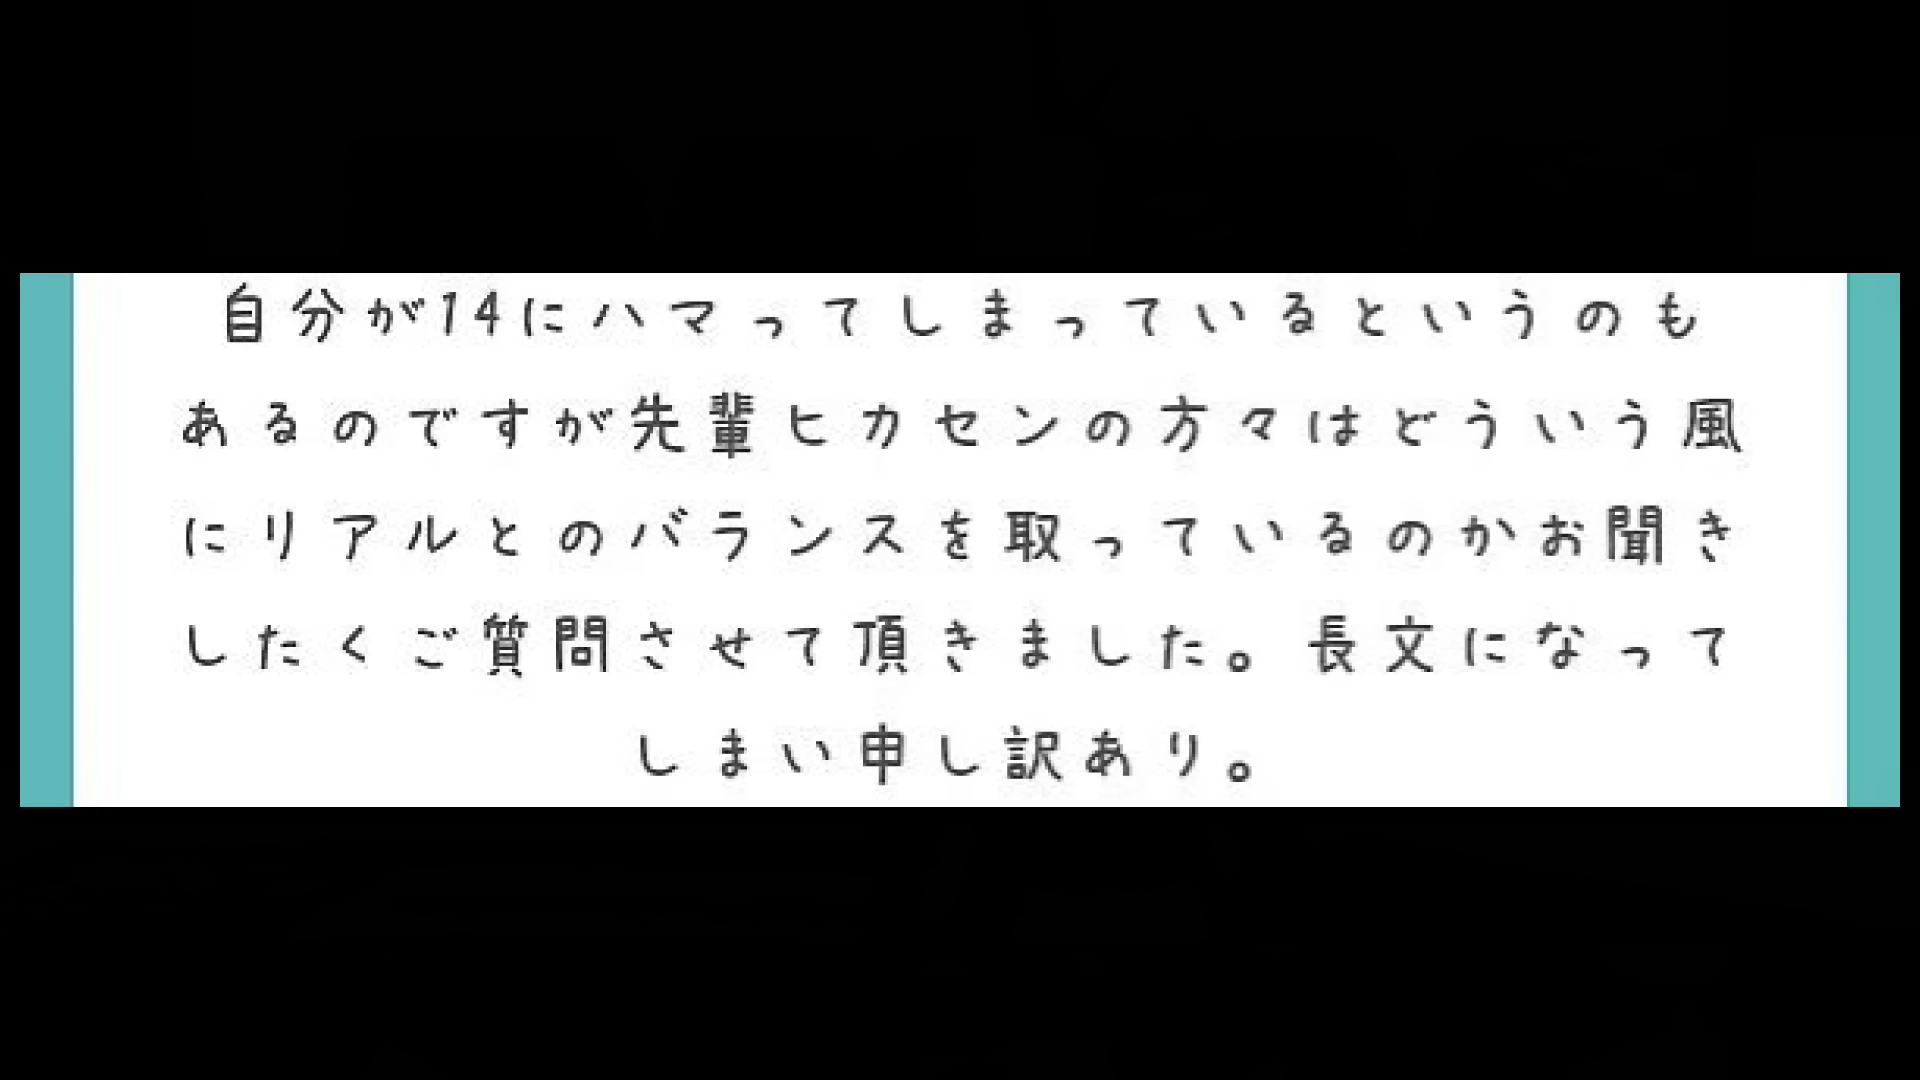 自分が14にハマってしまっているというのも
あるのですが先輩ヒカセンの方々はどういう風
にリアルとのバランスを取っているのかお聞き
したくご質問させて頂きました。長文になって
しまい申し訳あり。